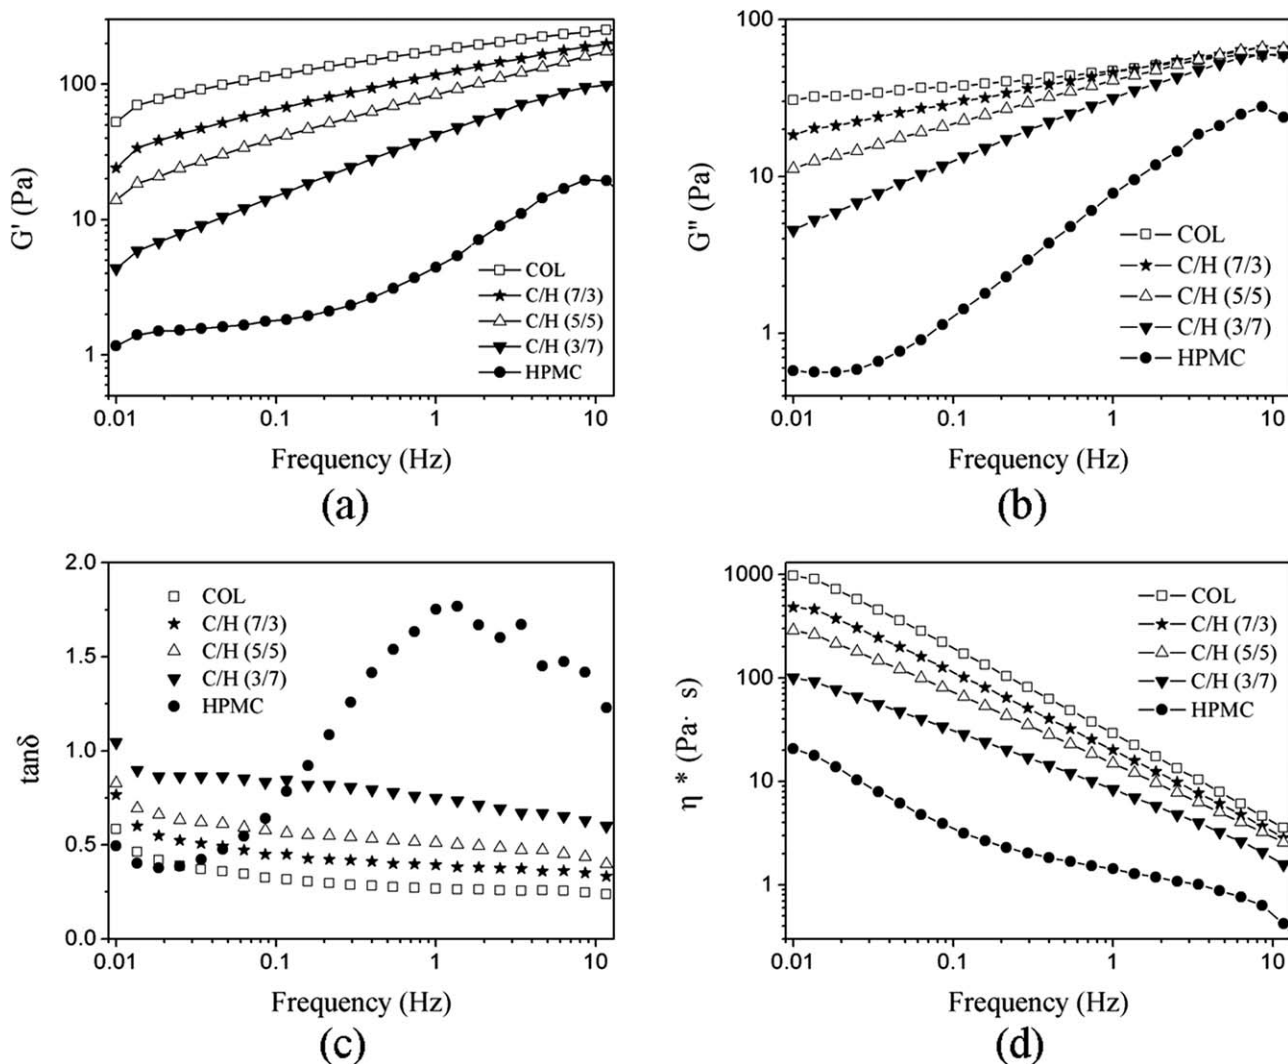 G' (Pa)
100
10
1
COL
C/H (7/3)
C/H (5/5)
C/H (3/7)
HPMC
0.01
0.1
1
10
Frequency (Hz)
(a)
G" (Pa)
100
10
1
COL
C/H (7/3)
C/H (5/5)
C/H (3/7)
HPMC
0.01
0.1
1
10
Frequency (Hz)
(b)
tanδ
2.0
1.5
1.0
0.5
0.0
COL
C/H (7/3)
C/H (5/5)
C/H (3/7)
HPMC
0.01
0.1
1
10
Frequency (Hz)
(c)
η * (Pa· s)
1000
100
10
1
COL
C/H (7/3)
C/H (5/5)
C/H (3/7)
HPMC
0.01
0.1
1
10
Frequency (Hz)
(d)